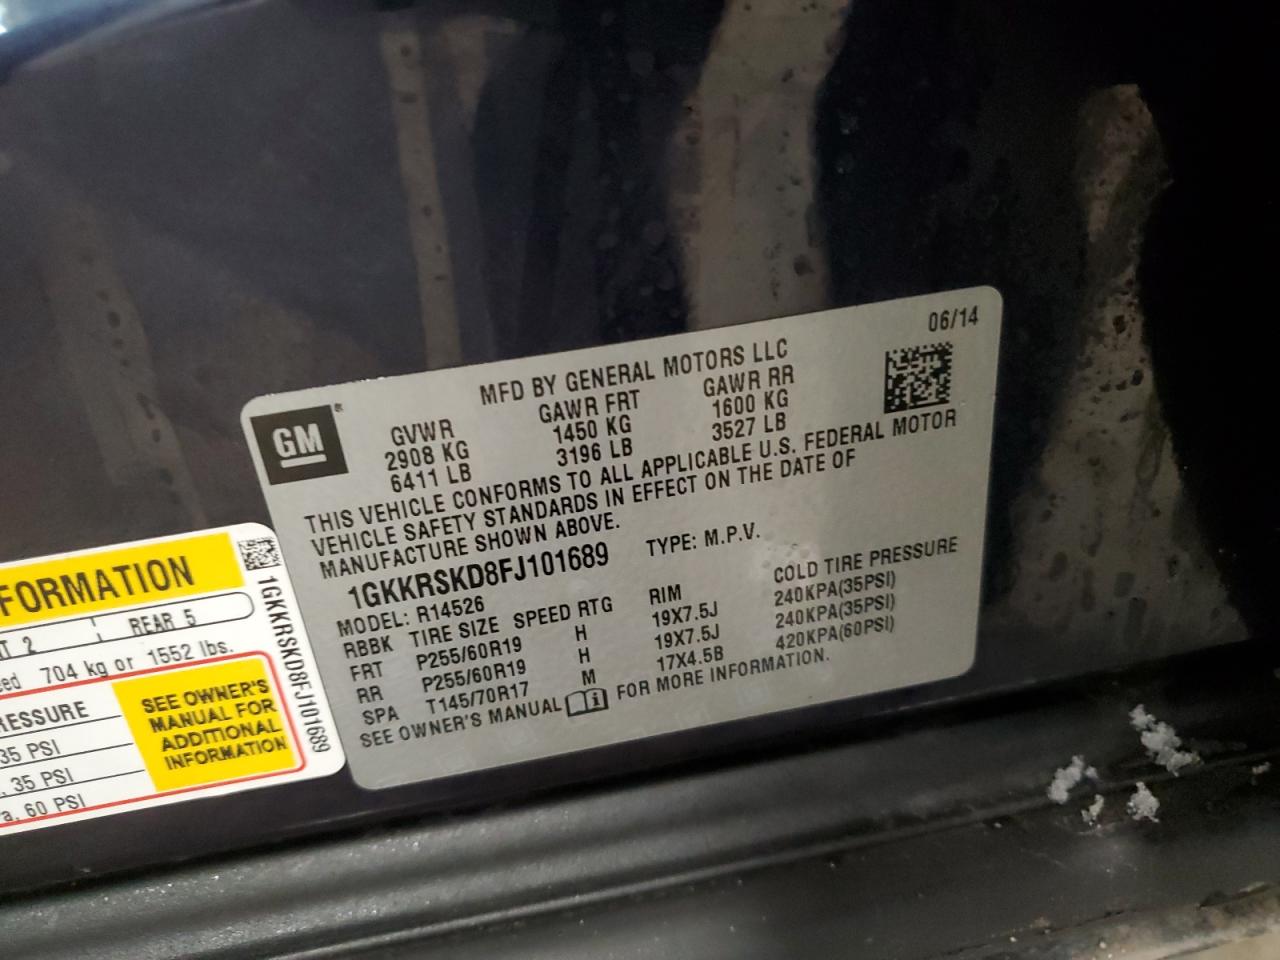 06/14
MFD BY GENERAL MOTORS LLC
GM ®
GVWR GAWR FRT GAWR RR
2908 KG 1450 KG 1600 KG
6411 LB 3196 LB 3527 LB
THIS VEHICLE CONFORMS TO ALL APPLICABLE U.S. FEDERAL MOTOR
VEHICLE SAFETY STANDARDS IN EFFECT ON THE DATE OF
MANUFACTURE SHOWN ABOVE.
1GKKRSKD8FJ101689 TYPE: M.P.V.
MODEL: R14526
RBBK TIRE SIZE SPEED RTG RIM COLD TIRE PRESSURE
FRT P255/60R19 H 19X7.5J 240KPA(35PSI)
RR P255/60R19 H 19X7.5J 240KPA(35PSI)
SPA T145/70R17 M 17X4.5B 420KPA(60PSI)
SEE OWNER'S MANUAL FOR MORE INFORMATION.
FORMATION
NT 2 REAR 5
eed 704 kg or 1552 lbs.
RESSURE
35 PSI
, 35 PSI
a, 60 PSI
SEE OWNER'S
MANUAL FOR
ADDITIONAL
INFORMATION
1GKKRSKD8FJ101689